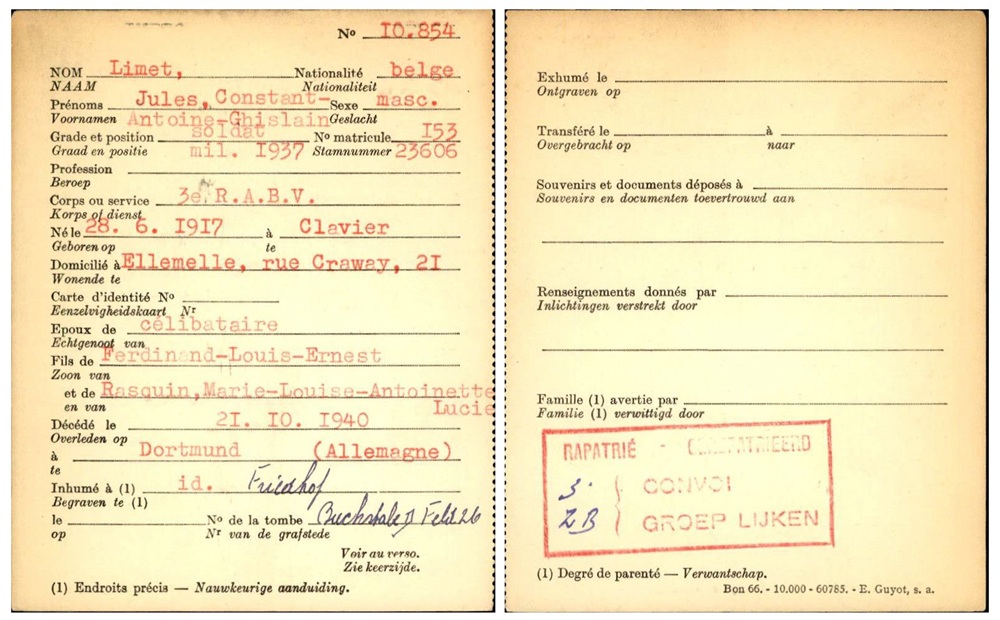 No 10.854
NOM Limet, Nationalité belge
NAAM Nationaliteit
Prénoms Jules, Constant- Sexe masc.
Voornamen Antoine-Ghislain Geslacht
Grade et position soldat No matricule 153
Graad en positie mil. 1937 Stamnummer 23606
Profession
Beroep
Corps ou service 3e R.A.B.V.
Korps of dienst
Né le 28. 6. 1917 à Clavier
Geboren op te
Domicilié à Ellemelle, rue Craway, 21
Wonende te
Carte d'identité No
Eenzelvigheidskaart Nr
Epoux de célibataire
Echtgenoot van
Fils de Ferdinand-Louis-Ernest
Zoon van
et de Rasquin, Marie-Louise-Antoinette
en van Lucie
Décédé le 21. 10. 1940
Overleden op
à Dortmund (Allemagne)
te
Inhumé à (1) id. Friedhof
Begraven te (1)
le No de la tombe Feld 26
op Nr van de grafstede
Voir au verso.
Zie keerzijde.
(1) Endroits précis — Nauwkeurige aanduiding.
Exhumé le
Ontgraven op
Transféré le à
Overgebracht op naar
Souvenirs et documents déposés à
Souvenirs en documenten toevertrouwd aan
Renseignements donnés par
Inlichtingen verstrekt door
Famille (1) avertie par
Familie (1) verwittigd door
RAPATRIÉ - GEREPATRIEERD
CONVOI
GROEP LIJKEN
(1) Degré de parenté — Verwantschap.
Bon 66. - 10.000 - 60785. - E. Guyot, s. a.